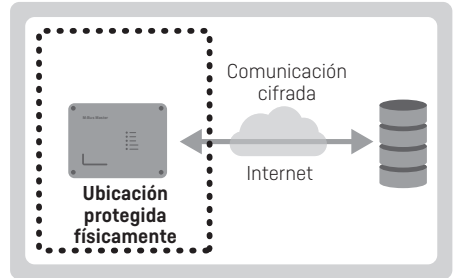 Comunicación
cifrada
Internet
Ubicación
protegida
físicamente